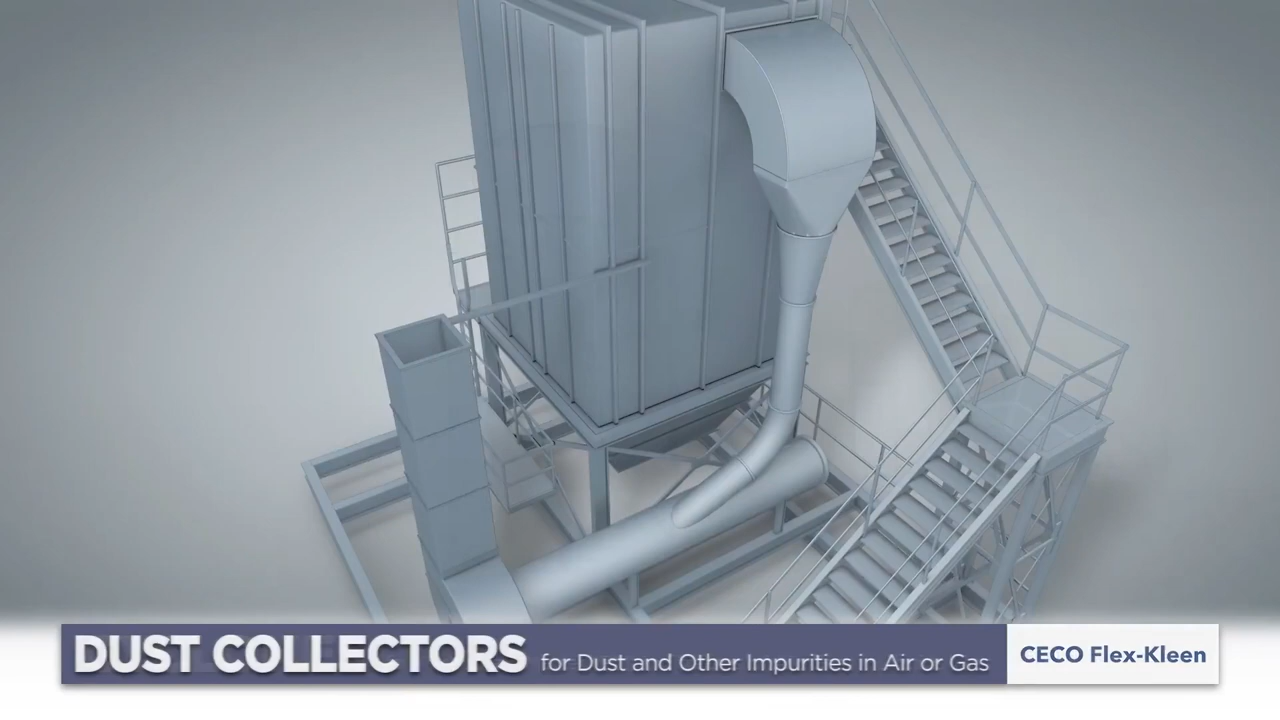 DUST COLLECTORS for Dust and Other Impurities in Air or Gas CECO Flex-Kleen